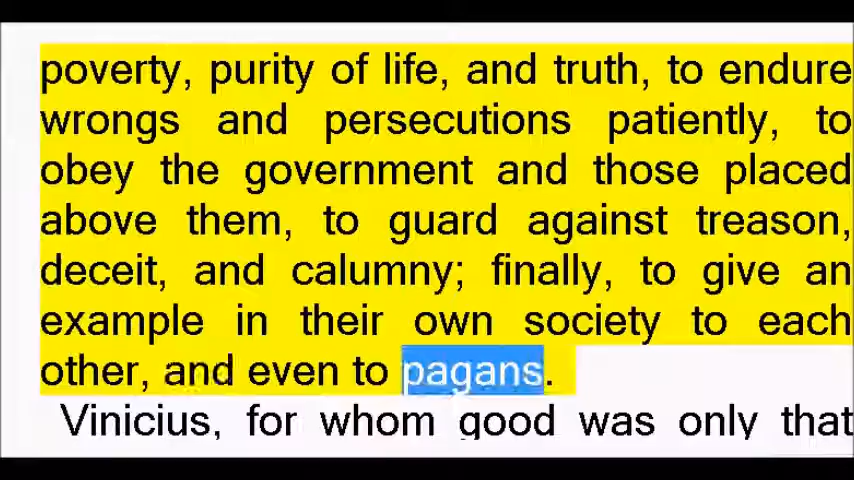 poverty, purity of life, and truth, to endure
wrongs and persecutions patiently, to
obey the government and those placed
above them, to guard against treason,
deceit, and calumny; finally, to give an
example in their own society to each
other, and even to pagans.
Vinicius, for whom good was only that